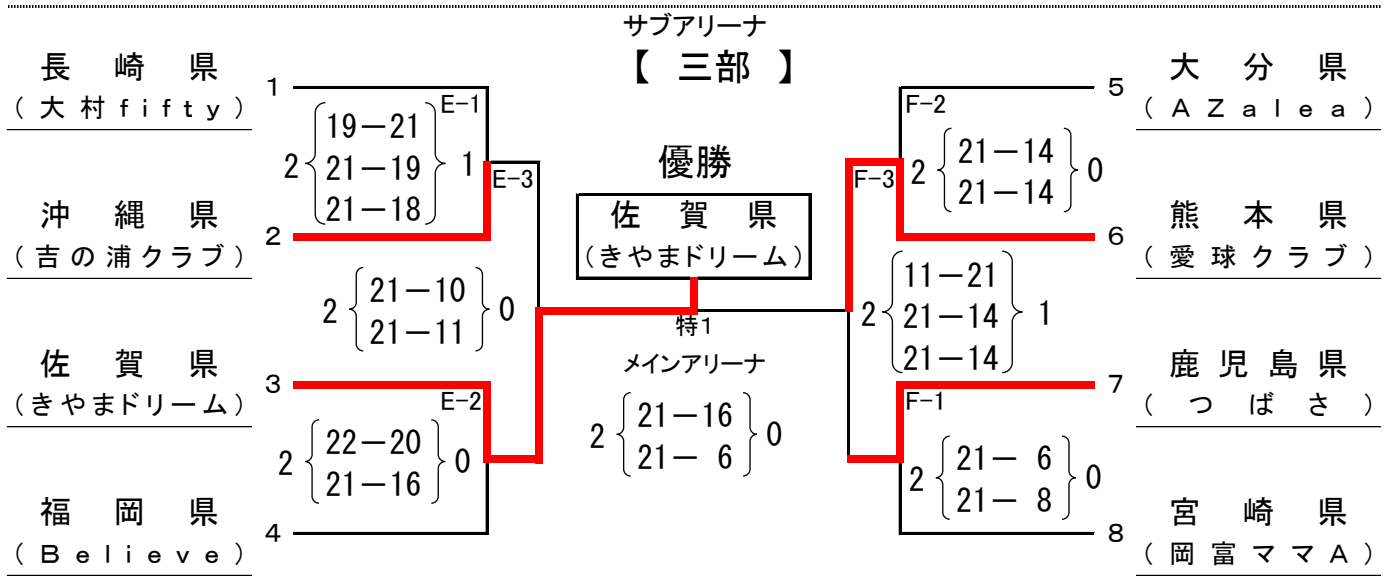 サブアリーナ
【 三部 】
長崎県
(大村fifty)
1
E-1
2 19-21 1
21-19
21-18
沖縄県
(吉の浦クラブ)
2
E-3
2 21-10 0
21-11
佐賀県
(きやまドリーム)
3
E-2
2 22-20 0
21-16
福岡県
(Believe)
4
優勝
佐賀県
(きやまドリーム)
特1
メインアリーナ
2 21-16 0
21- 6
大分県
(AZalea)
5
F-2
2 21-14 0
21-14
F-3
熊本県
(愛球クラブ)
6
2 11-21 1
21-14
21-14
鹿児島県
(つばさ)
7
F-1
2 21- 6 0
21- 8
宮崎県
(岡富ママA)
8